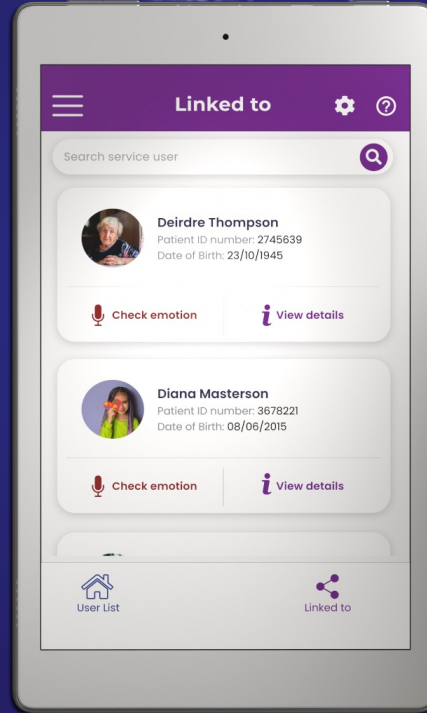 Linked to
Search service user
Deirdre Thompson
Patient ID number: 2745639
Date of Birth: 23/10/1945
Check emotion
View details
Diana Masterson
Patient ID number: 3678221
Date of Birth: 08/06/2015
Check emotion
View details
User List
Linked to